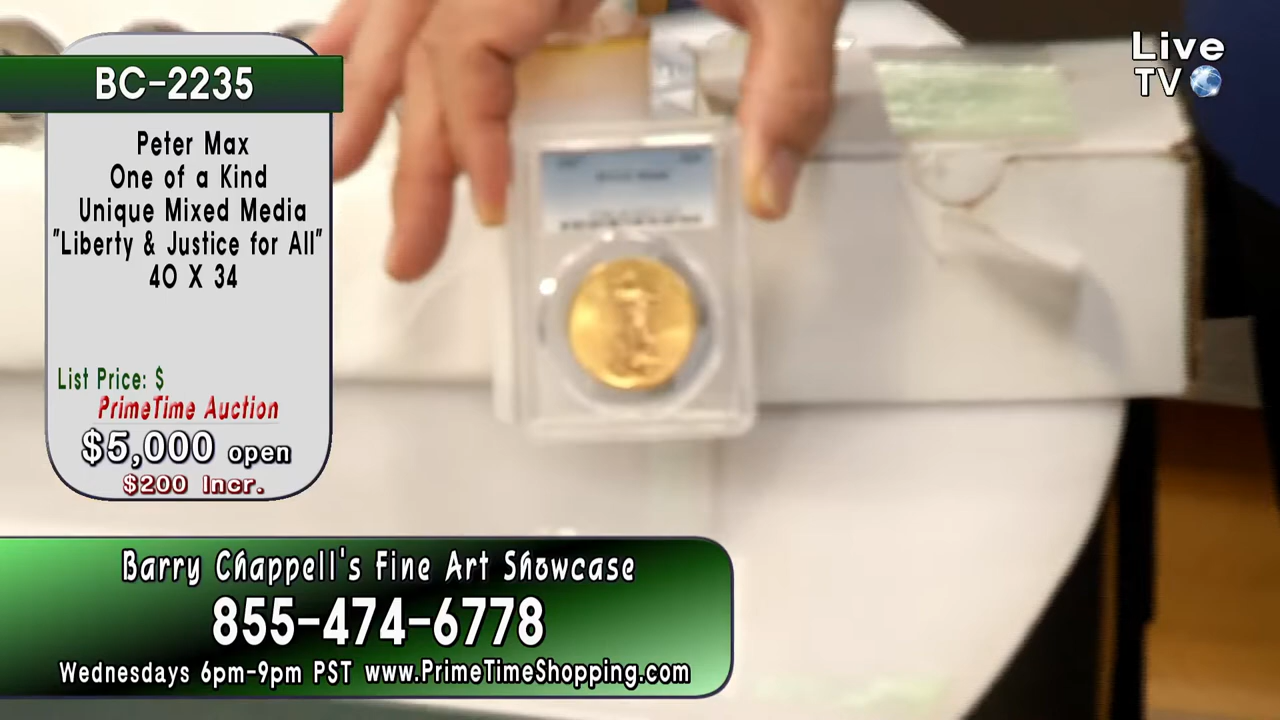 BC-2235
Peter Max
One of a Kind
Unique Mixed Media
"Liberty & Justice for All"
40 X 34
List Price: $
PrimeTime Auction
$5,000 open
$200 Incr.
Live
TV
Barry Chappell's Fine Art Showcase
855-474-6778
Wednesdays 6pm-9pm PST www.PrimeTimeShopping.com